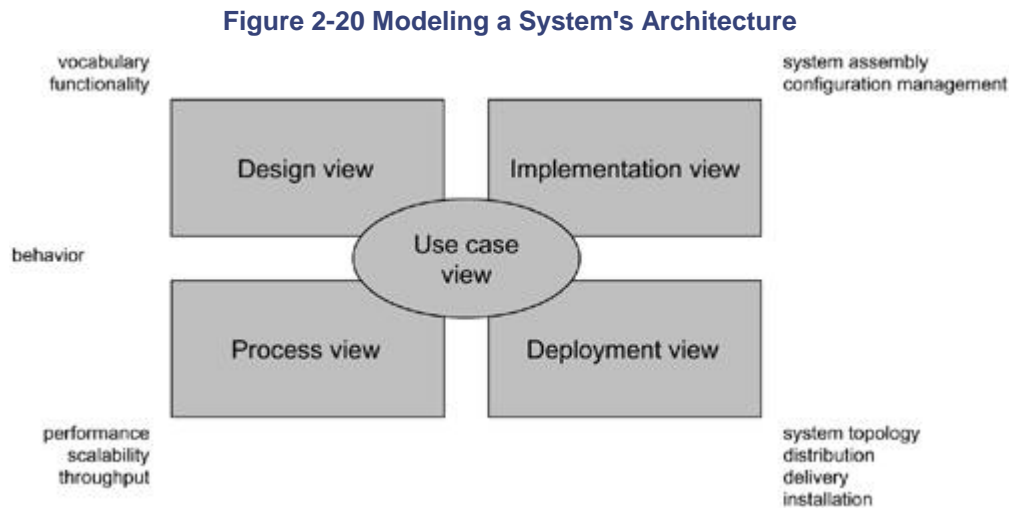 Figure 2-20 Modeling a System's Architecture
vocabulary
functionality
system assembly
configuration management
Design view
Implementation view
Use case
view
behavior
Process view
Deployment view
performance
scalability
throughput
system topology
distribution
delivery
installation